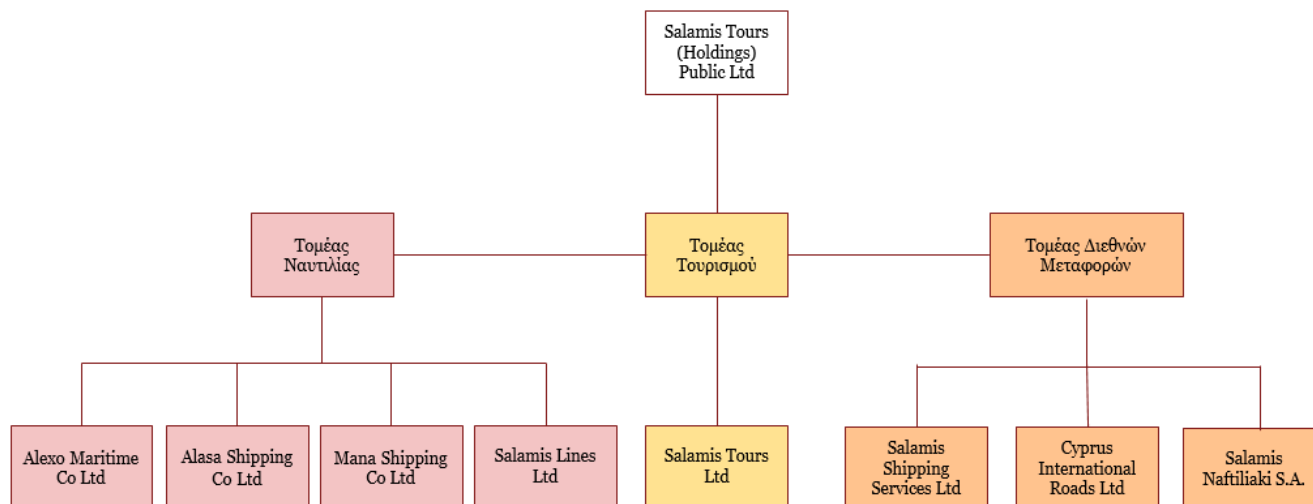 Salamis Tours
(Holdings)
Public Ltd
Τομέας
Ναυτιλίας
Τομέας
Τουρισμού
Τομέας Διεθνών
Μεταφορών
Alexo Maritime
Co Ltd
Alasa Shipping
Co Ltd
Mana Shipping
Co Ltd
Salamis Lines
Ltd
Salamis Tours
Ltd
Salamis
Shipping
Services Ltd
Cyprus
International
Roads Ltd
Salamis
Naftiliaki S.A.